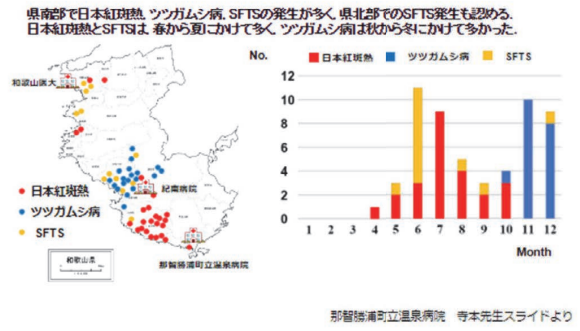 県南部で日本紅斑熱，ツツガムシ病，SFTSの発生が多く，県北部でのSFTS発生も認める．
日本紅斑熱とSFTSは，春から夏にかけて多く，ツツガムシ病は秋から冬にかけて多かった．
No.
日本紅斑熱
ツツガムシ病
SFTS
和歌山医大
12
10
8
6
4
2
0
1 2 3 4 5 6 7 8 9 10 11 12
Month
紀南病院
日本紅斑熱
ツツガムシ病
SFTS
和歌山県
那智勝浦町立温泉病院
那智勝浦町立温泉病院 寺本先生スライドより